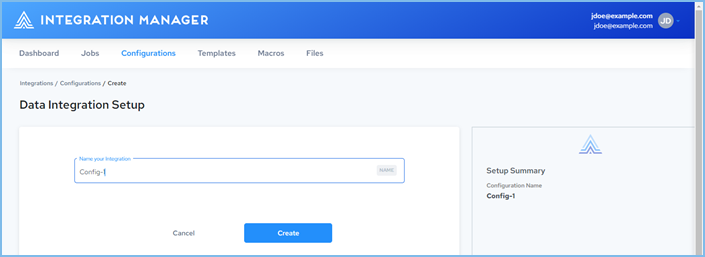 INTEGRATION MANAGER
jdoe@example.com
jdoe@example.com
JD
Dashboard Jobs Configurations Templates Macros Files
Integrations / Configurations / Create
Data Integration Setup
Name your Integration
Config-1
NAME
Cancel Create
Setup Summary
Configuration Name
Config-1